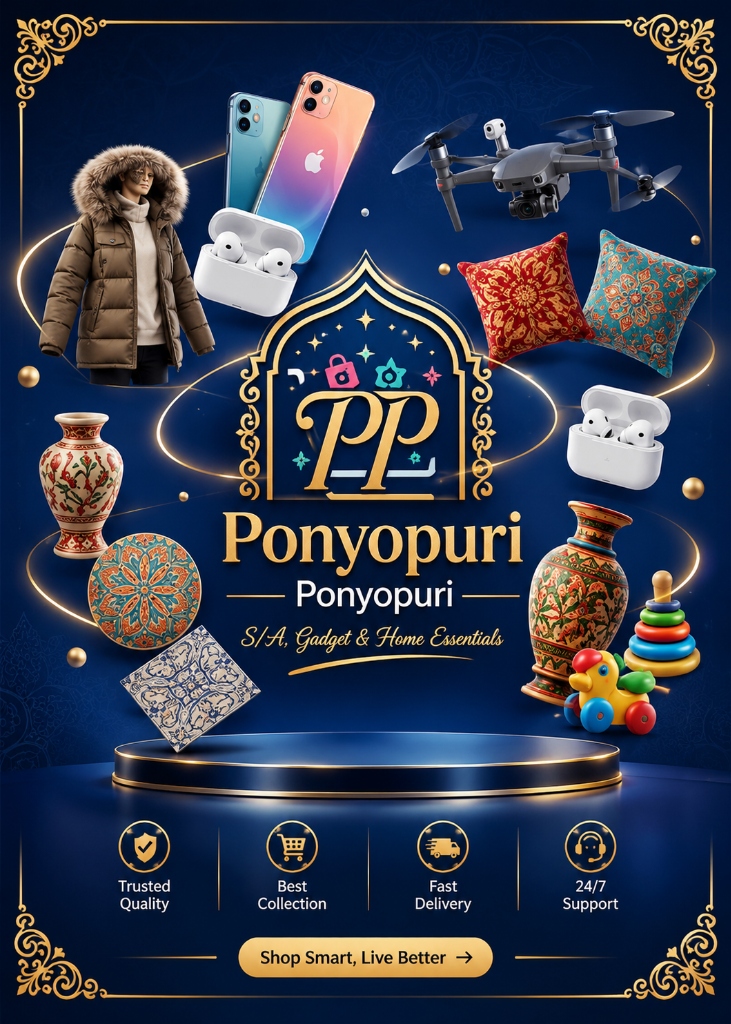 PP
Ponyopuri
Ponyopuri
S/A, Gadget & Home Essentials
Trusted
Quality
Best
Collection
Fast
Delivery
24/7
Support
Shop Smart, Live Better →